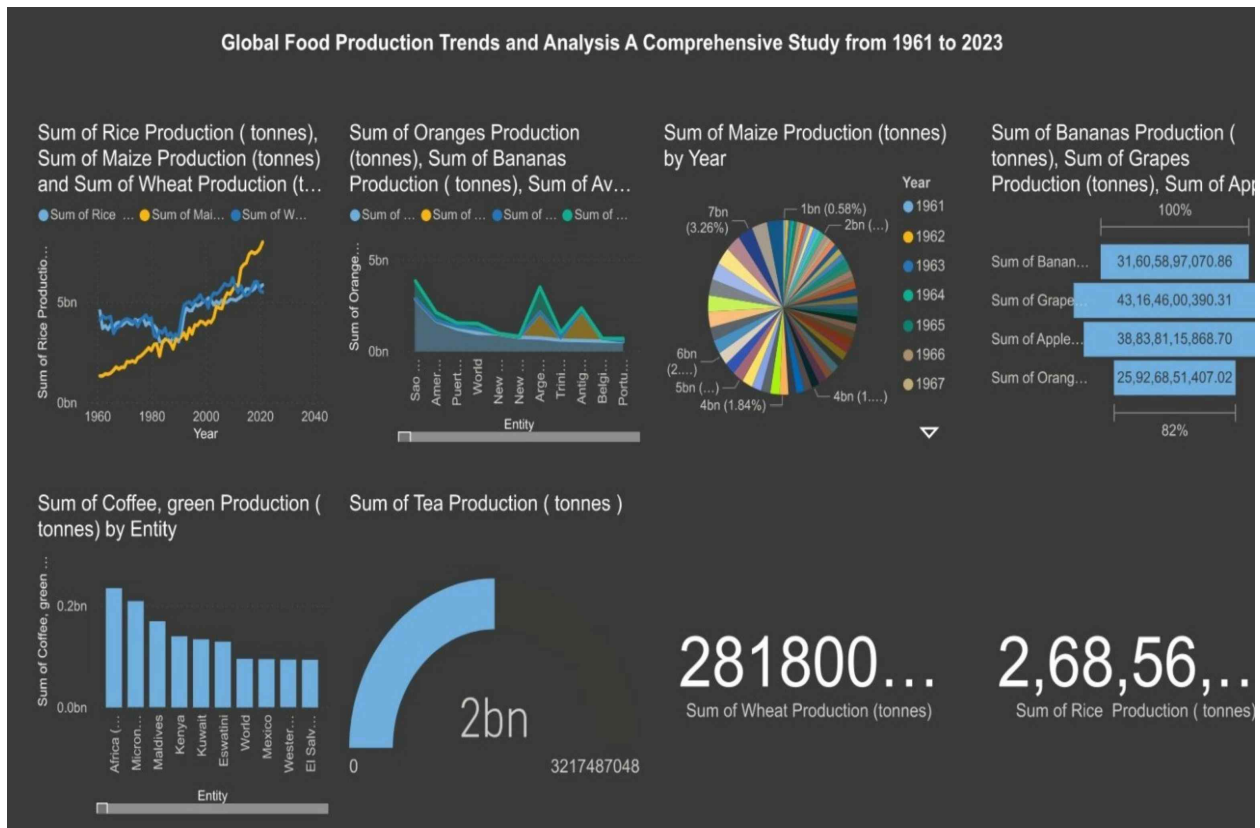 Global Food Production Trends and Analysis A Comprehensive Study from 1961 to 2023
Sum of Rice Production ( tonnes),
Sum of Maize Production (tonnes)
and Sum of Wheat Production (t...
Sum of Rice ...
Sum of Mai...
Sum of W...
Sum of Rice Productio...
5bn
0bn
1960
1980
2000
2020
2040
Year
Sum of Oranges Production
(tonnes), Sum of Bananas
Production ( tonnes), Sum of Av...
Sum of ...
Sum of ...
Sum of ...
Sum of ...
Sum of Orange...
5bn
0bn
Sao ...
Amer...
Puert...
World
New ...
New ...
Arge...
Trini...
Antig...
Belgi...
Portu...
Entity
Sum of Maize Production (tonnes)
by Year
7bn
(3.26%)
1bn (0.58%)
2bn (...)
6bn
(2....)
5bn (...)
4bn (1.84%)
4bn (1....)
Year
1961
1962
1963
1964
1965
1966
1967
Sum of Bananas Production (
tonnes), Sum of Grapes
Production (tonnes), Sum of App
100%
Sum of Banan...
31,60,58,97,070.86
Sum of Grape...
43,16,46,00,390.31
Sum of Apple...
38,83,81,15,868.70
Sum of Orang...
25,92,68,51,407.02
82%
Sum of Coffee, green Production (
tonnes) by Entity
Sum of Coffee, green ...
0.2bn
0.0bn
Africa (...
Micron...
Maldives
Kenya
Kuwait
Eswatini
World
Mexico
Wester...
El Salv...
Entity
Sum of Tea Production ( tonnes )
2bn
0
3217487048
281800...
Sum of Wheat Production (tonnes)
2,68,56,...
Sum of Rice Production ( tonnes)